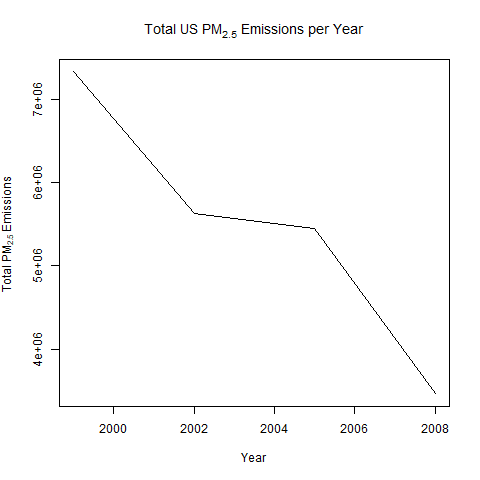 Total US PM2.5 Emissions per Year
Total PM2.5 Emissions
7e+06
6e+06
5e+06
4e+06
2000 2002 2004 2006 2008
Year